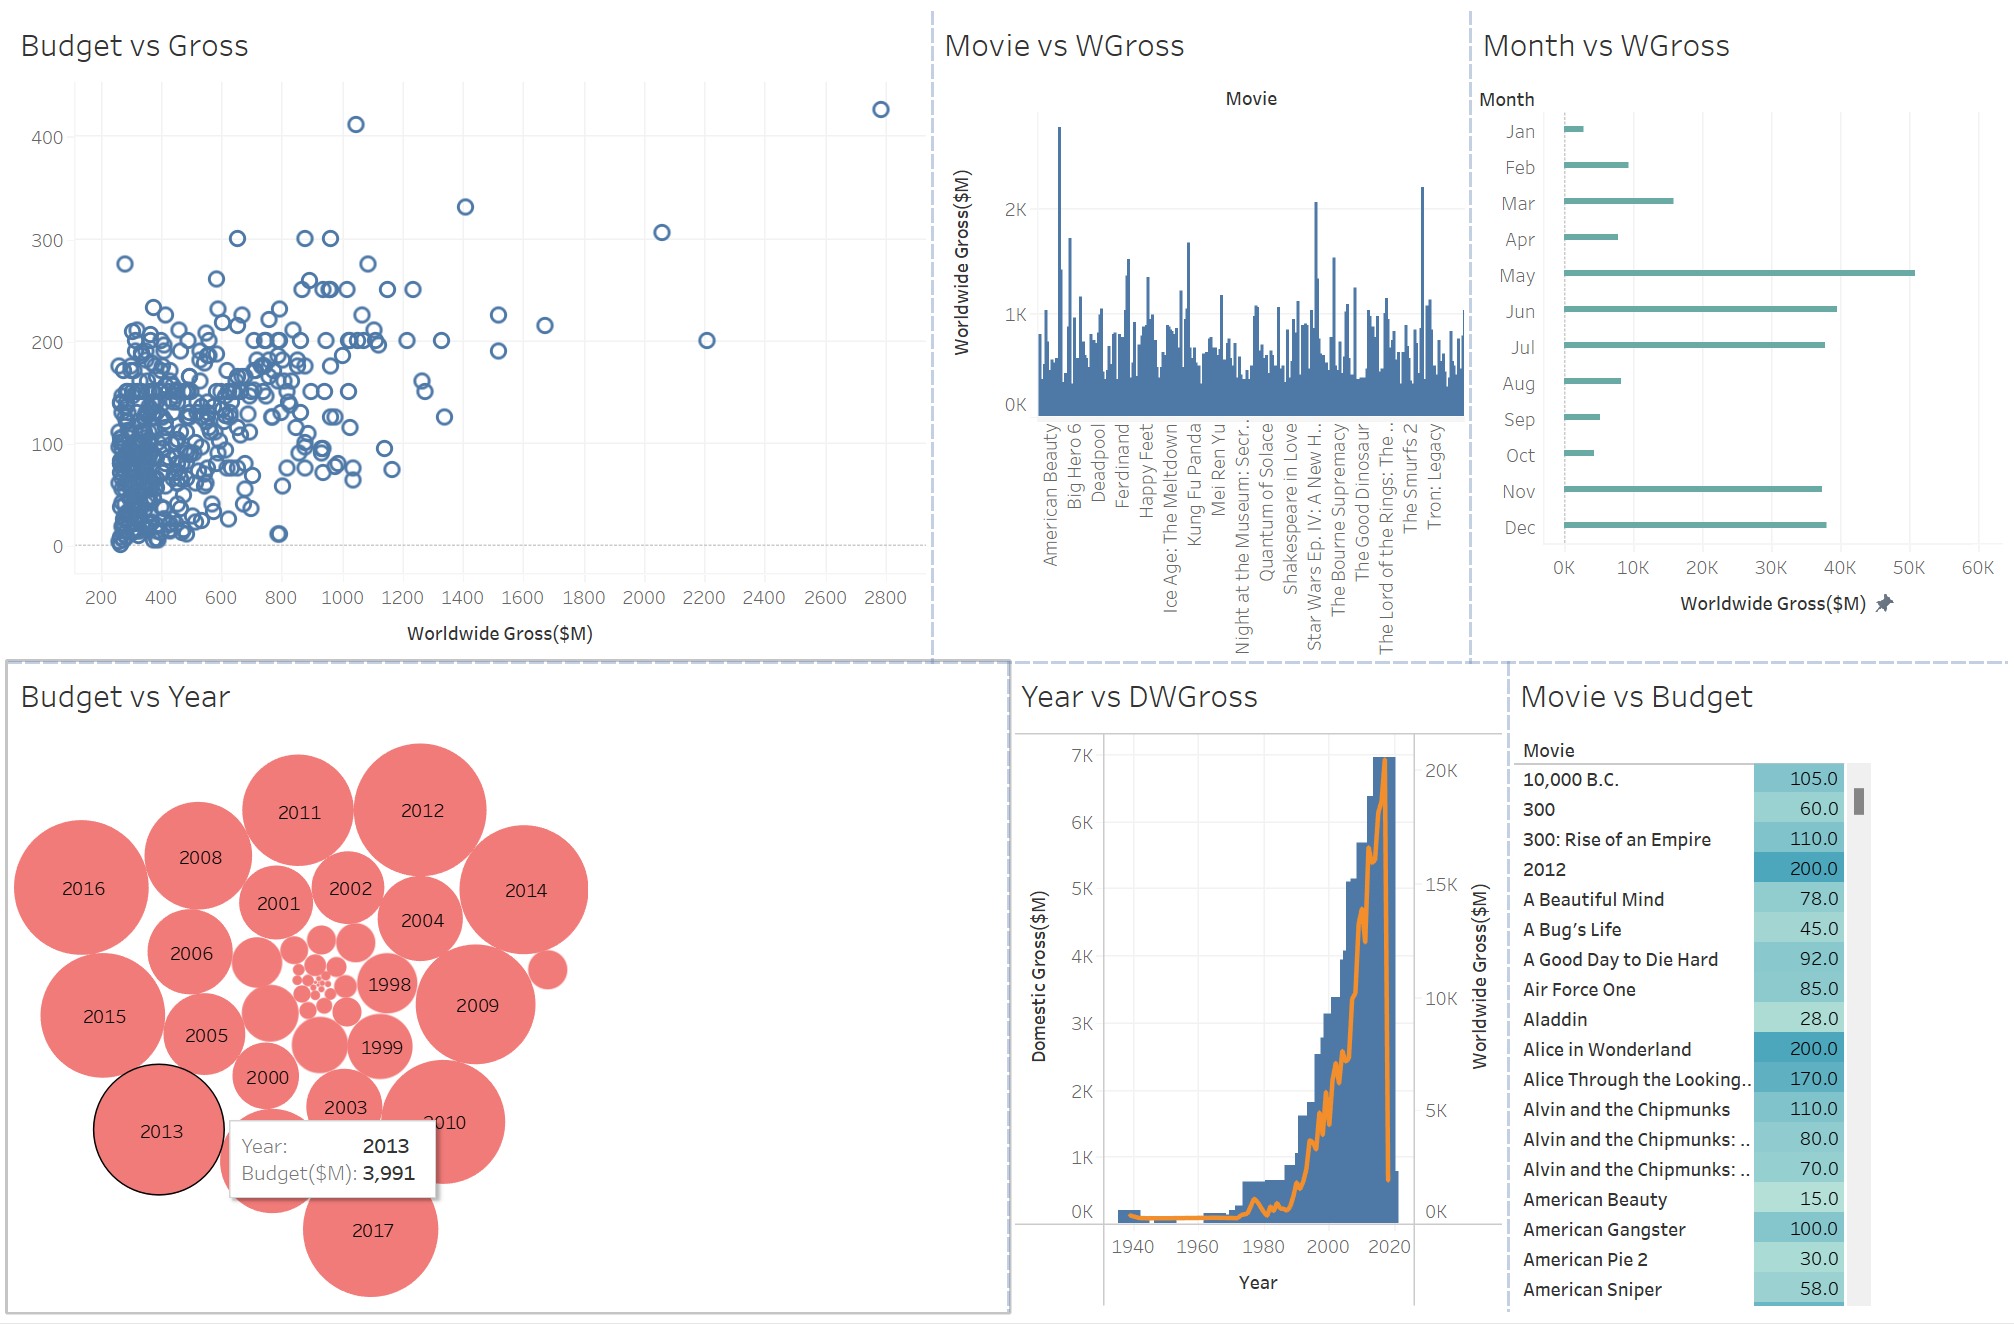 Budget vs Gross
400
300
200
100
0
200 400 600 800 1000 1200 1400 1600 1800 2000 2200 2400 2600 2800
Worldwide Gross($M)
Movie vs WGross
Movie
Worldwide Gross($M)
2K
1K
0K
American Beauty
Big Hero 6
Deadpool
Ferdinand
Happy Feet
Ice Age: The Meltdown
Kung Fu Panda
Mei Ren Yu
Night at the Museum: Secr..
Quantum of Solace
Shakespeare in Love
Star Wars Ep. IV: A New H..
The Bourne Supremacy
The Good Dinosaur
The Lord of the Rings: The..
The Smurfs 2
Tron: Legacy
Month vs WGross
Month
Jan
Feb
Mar
Apr
May
Jun
Jul
Aug
Sep
Oct
Nov
Dec
0K 10K 20K 30K 40K 50K 60K
Worldwide Gross($M)
Budget vs Year
2011
2012
2008
2016
2002
2014
2001
2004
2006
1998
2009
2015
2005
1999
2000
2003
2013
010
Year: 2013
Budget($M): 3,991
2017
Year vs DWGross
Domestic Gross($M)
7K
6K
5K
4K
3K
2K
1K
0K
20K
15K
10K
5K
0K
Worldwide Gross($M)
1940 1960 1980 2000 2020
Year
Movie vs Budget
Movie
10,000 B.C. 105.0
300 60.0
300: Rise of an Empire 110.0
2012 200.0
A Beautiful Mind 78.0
A Bug's Life 45.0
A Good Day to Die Hard 92.0
Air Force One 85.0
Aladdin 28.0
Alice in Wonderland 200.0
Alice Through the Looking.. 170.0
Alvin and the Chipmunks 110.0
Alvin and the Chipmunks: .. 80.0
Alvin and the Chipmunks: .. 70.0
American Beauty 15.0
American Gangster 100.0
American Pie 2 30.0
American Sniper 58.0